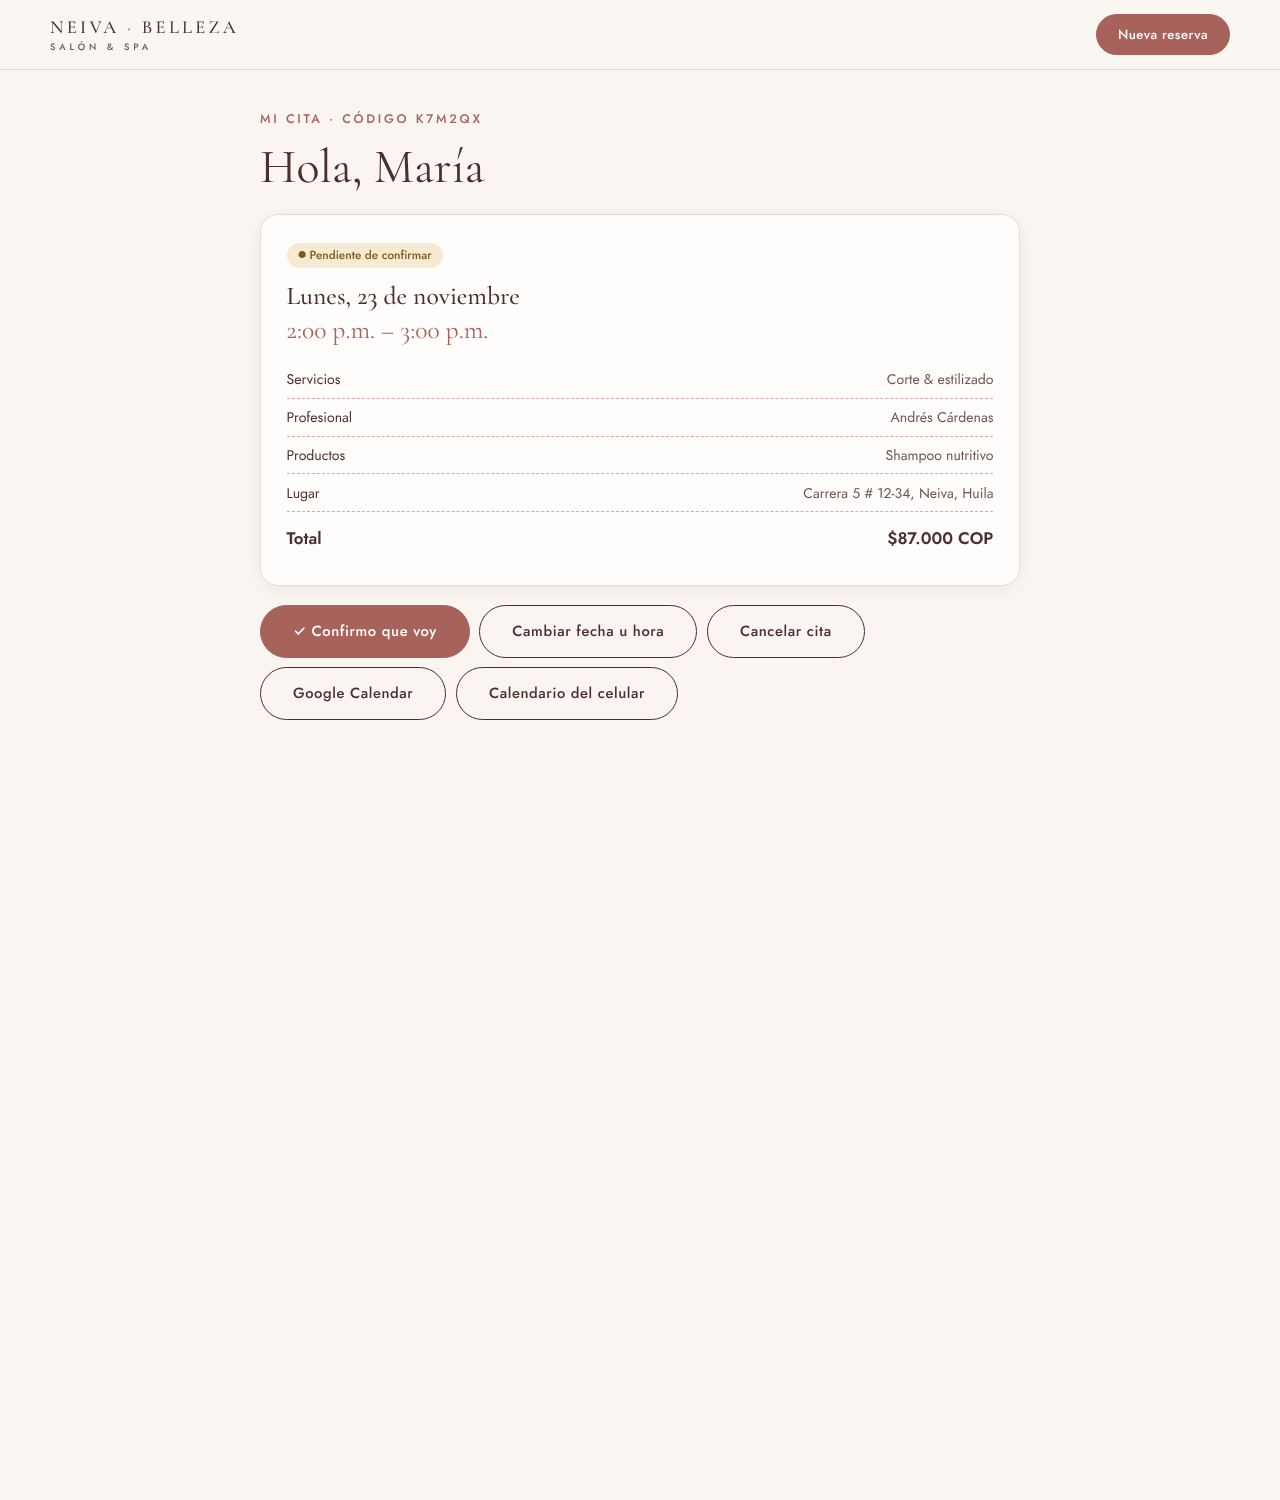 NEIVA · BELLEZA
SALÓN & SPA
Nueva reserva
MI CITA · CÓDIGO K7M2QX
Hola, María
● Pendiente de confirmar
Lunes, 23 de noviembre
2:00 p.m. – 3:00 p.m.
Servicios Corte & estilizado
Profesional Andrés Cárdenas
Productos Shampoo nutritivo
Lugar Carrera 5 # 12-34, Neiva, Huila
Total $87.000 COP
✓ Confirmo que voy Cambiar fecha u hora Cancelar cita
Google Calendar Calendario del celular